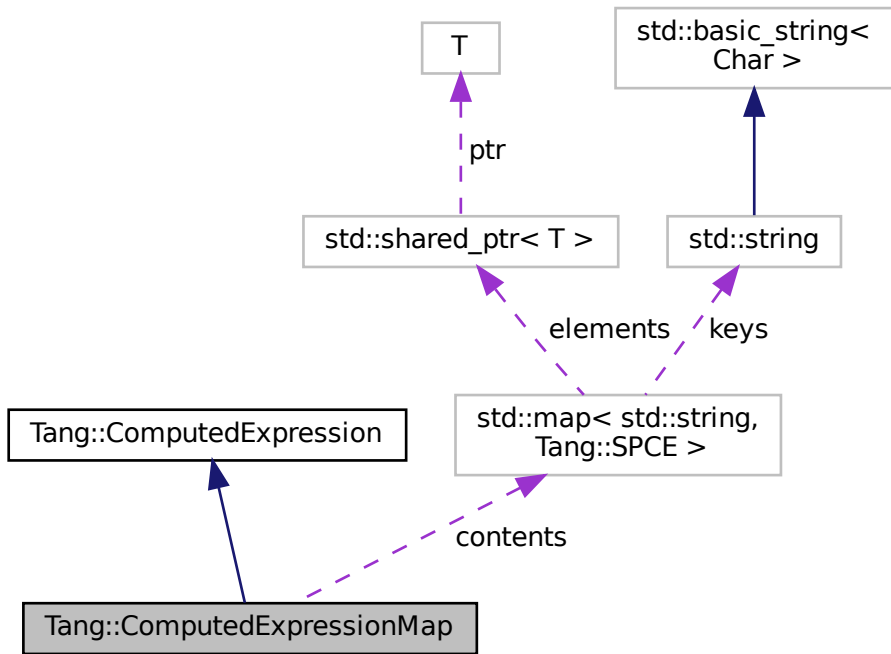 T
std::basic_string<
Char >
ptr
std::shared_ptr< T >
std::string
elements
keys
std::map< std::string,
Tang::SPCE >
Tang::ComputedExpression
contents
Tang::ComputedExpressionMap